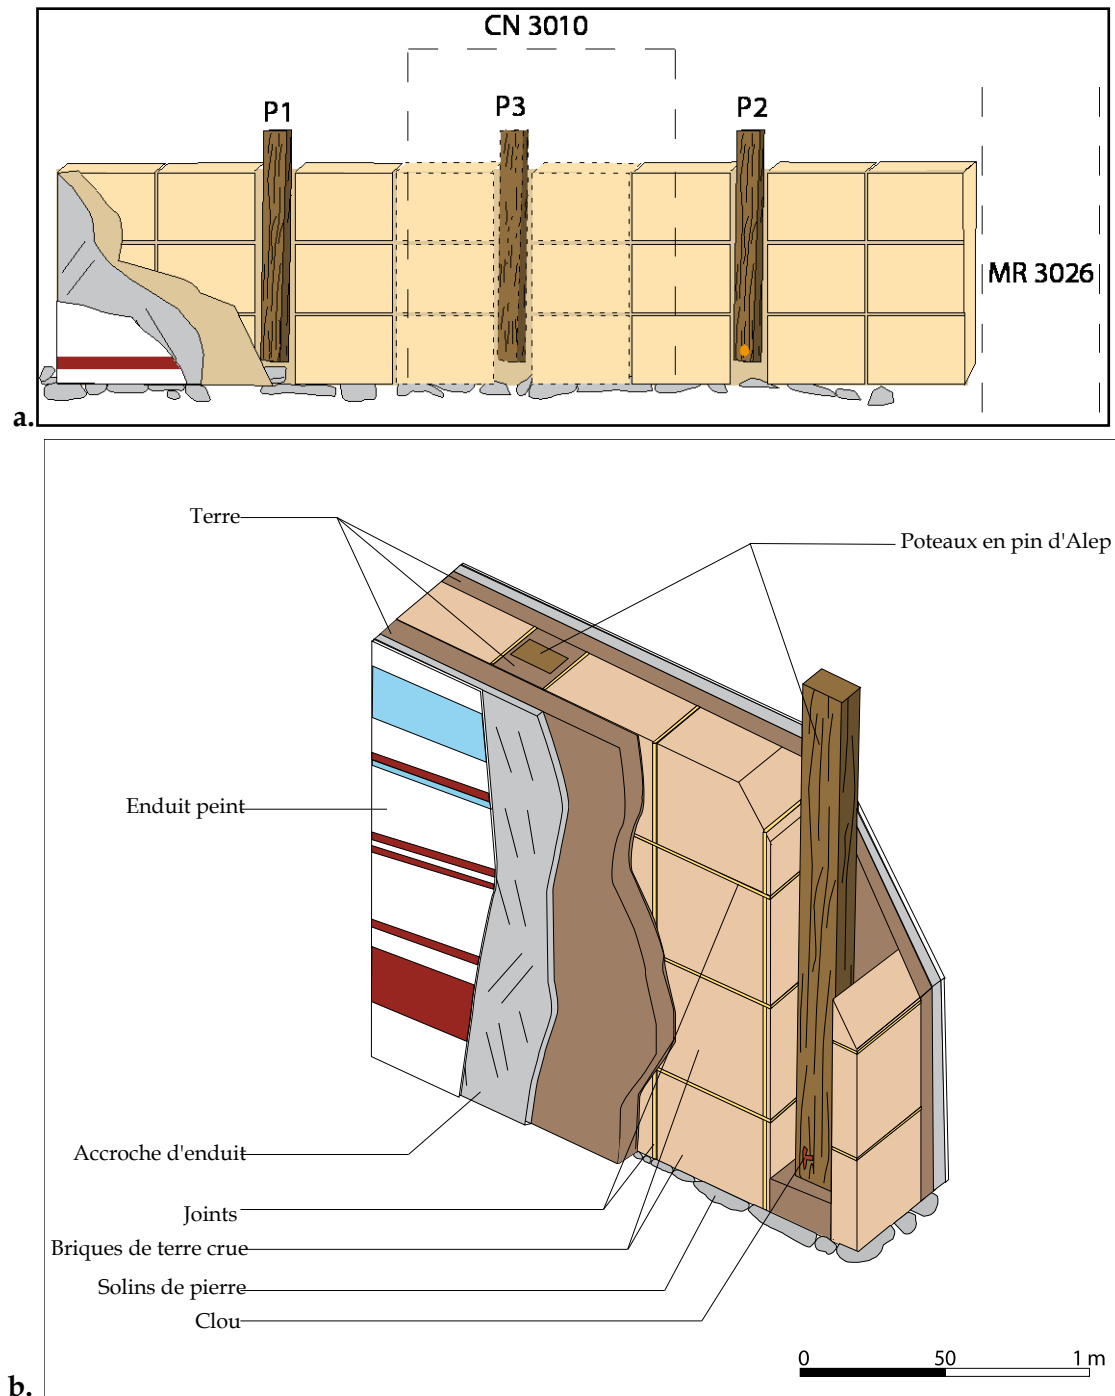 CN 3010
P1
P3
P2
MR 3026
a.
Terre
Poteaux en pin d'Alep
Enduit peint
Accroche d'enduit
Joints
Briques de terre crue
Solins de pierre
Clou
0 50 1 m
b.